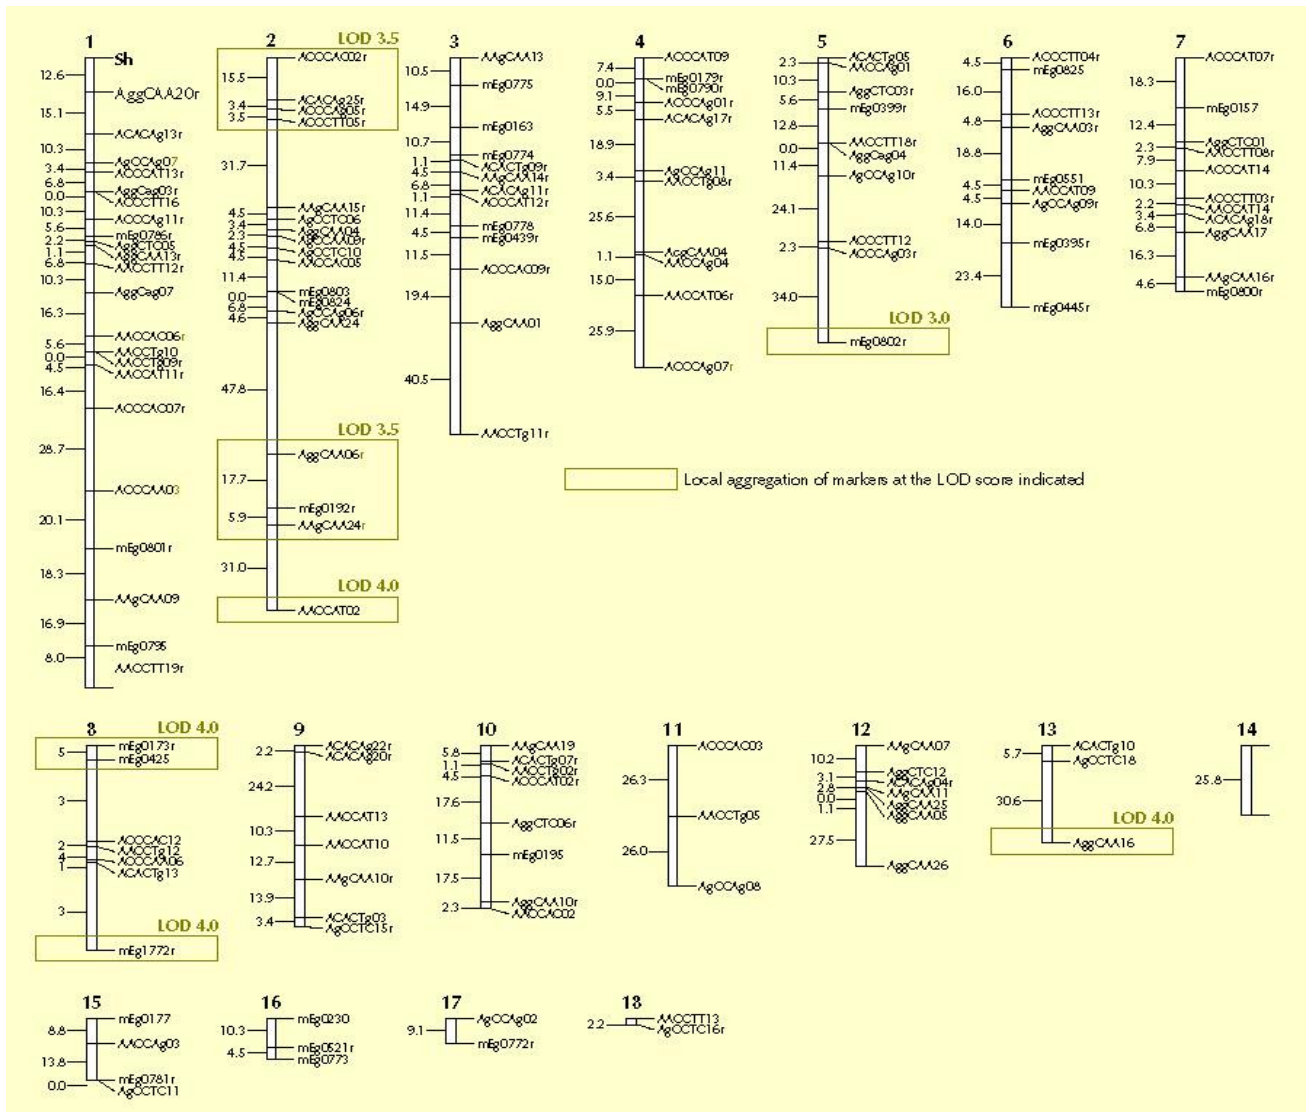 1
12.6
15.1
10.3
3.4
6.8
0.0
10.3
5.6
2.2
1.1
6.8
10.3
16.3
5.6
0.0
4.5
16.4
28.7
20.1
18.3
16.9
8.0
Sh
AggCAA20r
ACACAg13r
AgCCAg07
ACCCAT13r
AggCag03r
ACCCTT16
ACCCAg11r
mEg0786r
AggCTC05
AggCAA13r
AACCTT12r
AggCag07
AACCAC06r
AACCTg10
AACCTg09r
AACCAT11r
ACCCAC07r
ACCCAA03
mEg0801r
AAgCAA09
mEg0795
AACCTT19r
2
LOD 3.5
15.5
3.4
3.5
31.7
4.5
3.4
2.3
4.5
4.5
11.4
0.0
6.8
4.6
47.8
17.7
5.9
31.0
ACCCAC02r
ACACAg25r
ACCCAg05r
ACCCTT05r
AAgCAA15r
AgCCTC06
AggCAA04
AgCCAA09r
AgCCTC10
AACCAC05
mEg0803
mEg0824
AgCCAg06r
AggCAA24
LOD 3.5
AggCAA06r
mEg0192r
AAgCAA24r
LOD 4.0
AACCAT02
3
10.5
14.9
10.7
1.1
4.5
6.8
1.1
11.4
4.5
11.5
19.4
40.5
AAgCAA13
mEg0775
mEg0163
mEg0774
ACACTg09r
AAgCAA14r
ACACAg11r
ACCCAT12r
mEg0778
mEg0439r
ACCCAC09r
AggCAA01
AACCTg11r
4
7.4
0.0
9.1
5.5
18.9
3.4
25.6
1.1
15.0
25.9
ACCCAT09
mEg0179r
mEg0790r
ACCCAg01r
ACACAg17r
AgCCAg11
AACCTg08r
AggCAA04
AACCAg04
AACCAT06r
ACCCAg07r
5
2.3
10.3
5.6
12.8
0.0
11.4
24.1
2.3
34.0
ACACTg05
AACCAg01
AggCTC03r
mEg0399r
AACCTT18r
AggCag04
AgCCAg10r
ACCCTT12
ACCCAg03r
LOD 3.0
mEg0802r
6
4.5
16.0
4.8
18.8
4.5
4.5
14.0
23.4
ACCCTT04r
mEg0825
ACCCTT13r
AggCAA03r
mEg0551
AACCAT09
AgCCAg09r
mEg0395r
mEg0445r
7
18.3
12.4
2.3
7.9
10.3
2.2
3.4
6.8
16.3
4.6
ACCCAT07r
mEg0157
AggCTC01
AACCTT08r
ACCCAT14
ACCCTT03r
AACCAT14
ACACAg18r
AggCAA17
AAgCAA16r
mEg0800r
Local aggregation of markers at the LOD score indicated
8
LOD 4.0
5
3
2
4
1
3
mEg0173r
mEg0425
ACCCAC12
AACCTg12
ACCCAA06
ACACTg13
LOD 4.0
mEg1772r
9
2.2
24.2
10.3
12.7
13.9
3.4
ACACAg22r
ACACAg20r
AACCAT13
AACCAT10
AAgCAA10r
ACACTg03
AgCCTC15r
10
5.8
1.1
4.5
17.6
11.5
17.5
2.3
AAgCAA19
ACACTg07r
AACCTg02r
ACCCAT02r
AggCTC06r
mEg0195
AggCAA10r
AACCAC02
11
26.3
26.0
ACCCAC03
AACCTg05
AgCCAg08
12
10.2
3.1
2.8
0.0
1.1
27.5
AAgCAA07
AggCTC12
ACACAg04r
AAgCAA11
AggCAA25
AggCAA05
AggCAA26
13
5.7
30.6
ACACTg10
AgCCTC18
LOD 4.0
AggCAA16
14
25.8
15
8.8
13.8
0.0
mEg0177
AACCAg03
mEg0781r
AgCCTC11
16
10.3
4.5
mEg0230
mEg0521r
mEg0773
17
9.1
AgCCAg02
mEg0772r
18
2.2
AACCTT13
AgCCTC16r